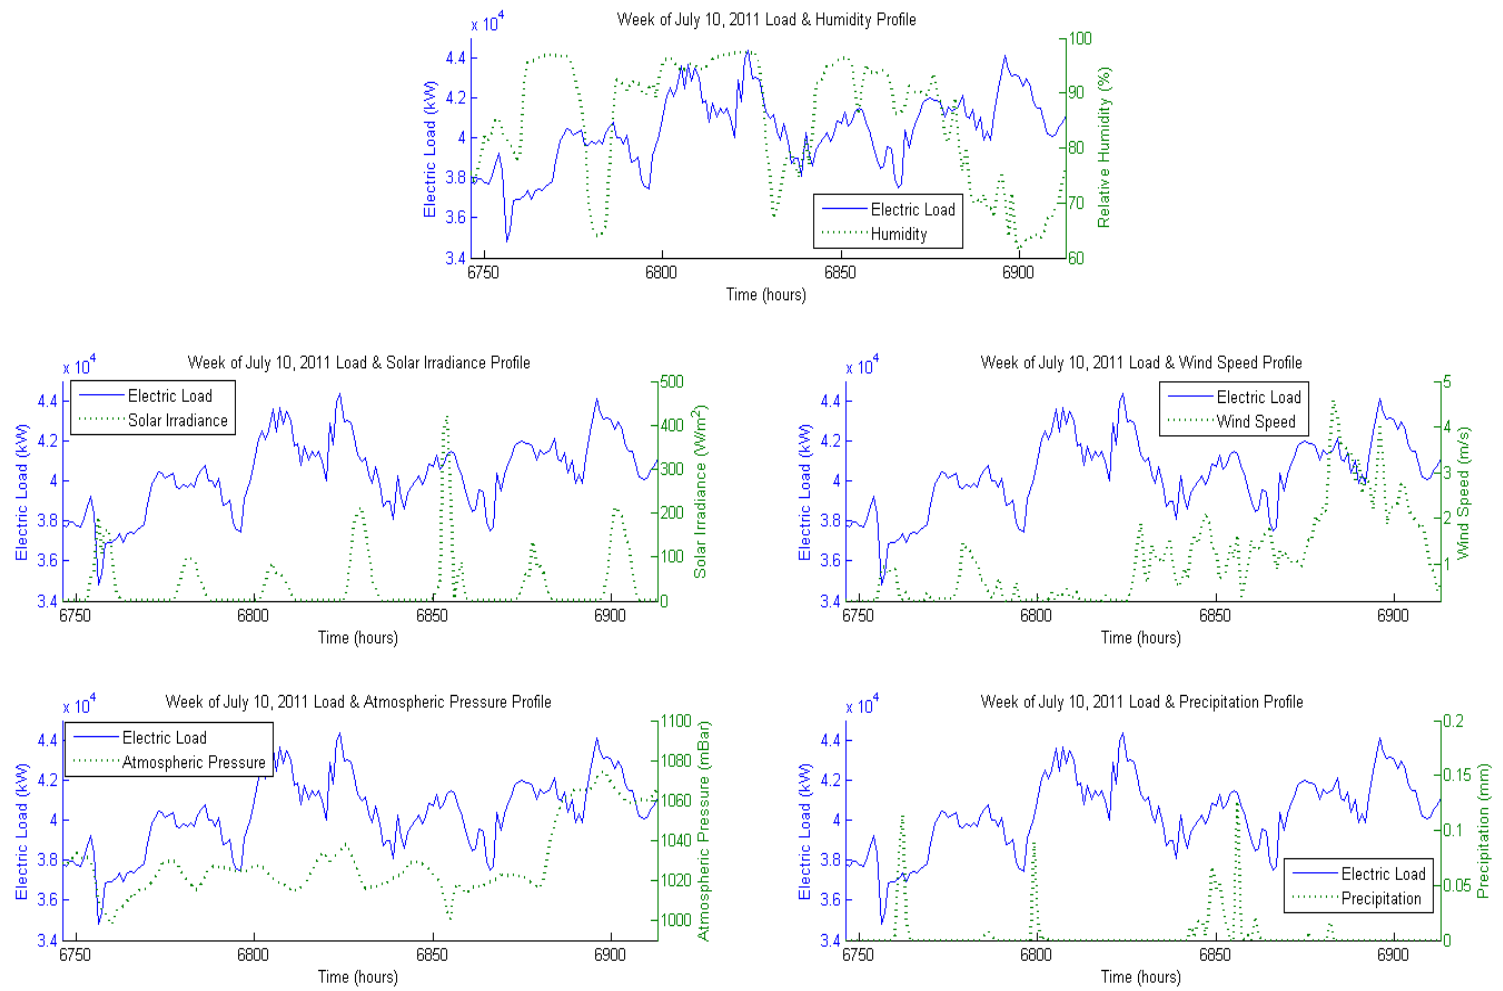 Week of July 10, 2011 Load & Humidity Profile
x 10^4
4.4
4.2
4
3.8
3.6
3.4
Electric Load (kW)
100
90
80
70
60
Relative Humidity (%)
Electric Load
Humidity
6750 6800 6850 6900
Time (hours)
Week of July 10, 2011 Load & Solar Irradiance Profile
x 10^4
4.4
4.2
4
3.8
3.6
3.4
Electric Load (kW)
Electric Load
Solar Irradiance
500
400
300
200
100
0
Solar Irradiance (W/m^2)
6750 6800 6850 6900
Time (hours)
Week of July 10, 2011 Load & Wind Speed Profile
x 10^4
4.4
4.2
4
3.8
3.6
3.4
Electric Load (kW)
Electric Load
Wind Speed
5
4
3
2
1
Wind Speed (m/s)
6750 6800 6850 6900
Time (hours)
Week of July 10, 2011 Load & Atmospheric Pressure Profile
x 10^4
4.4
4.2
4
3.8
3.6
3.4
Electric Load (kW)
Electric Load
Atmospheric Pressure
1100
1080
1060
1040
1020
1000
Atmospheric Pressure (mBar)
6750 6800 6850 6900
Time (hours)
Week of July 10, 2011 Load & Precipitation Profile
x 10^4
4.4
4.2
4
3.8
3.6
3.4
Electric Load (kW)
0.2
0.15
0.1
0.05
0
Precipitation (mm)
Electric Load
Precipitation
6750 6800 6850 6900
Time (hours)